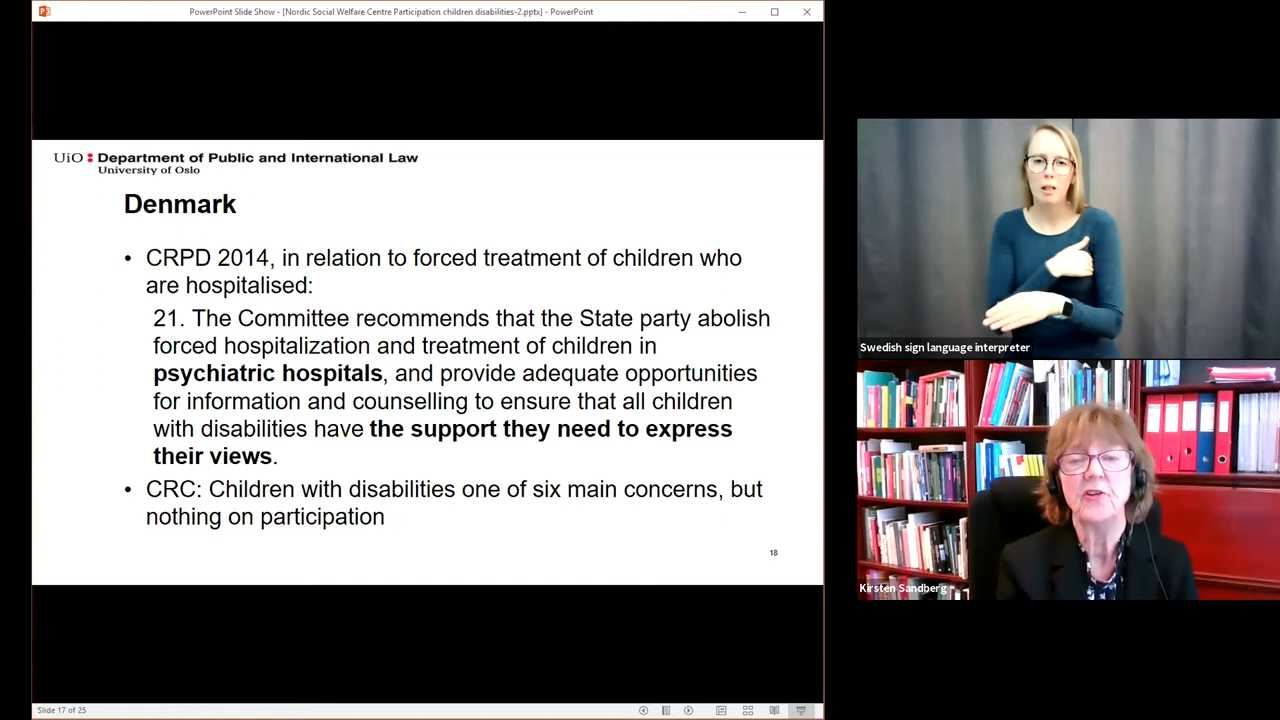 PowerPoint Slide Show - [Nordic Social Welfare Centre Participation children disabilities-2.pptx] - PowerPoint
UiO Department of Public and International Law
University of Oslo
Denmark
• CRPD 2014, in relation to forced treatment of children who
are hospitalised:
21. The Committee recommends that the State party abolish
forced hospitalization and treatment of children in
psychiatric hospitals, and provide adequate opportunities
for information and counselling to ensure that all children
with disabilities have the support they need to express
their views.
• CRC: Children with disabilities one of six main concerns, but
nothing on participation
18
Slide 17 of 25
Swedish sign language interpreter
Kirsten Sandberg